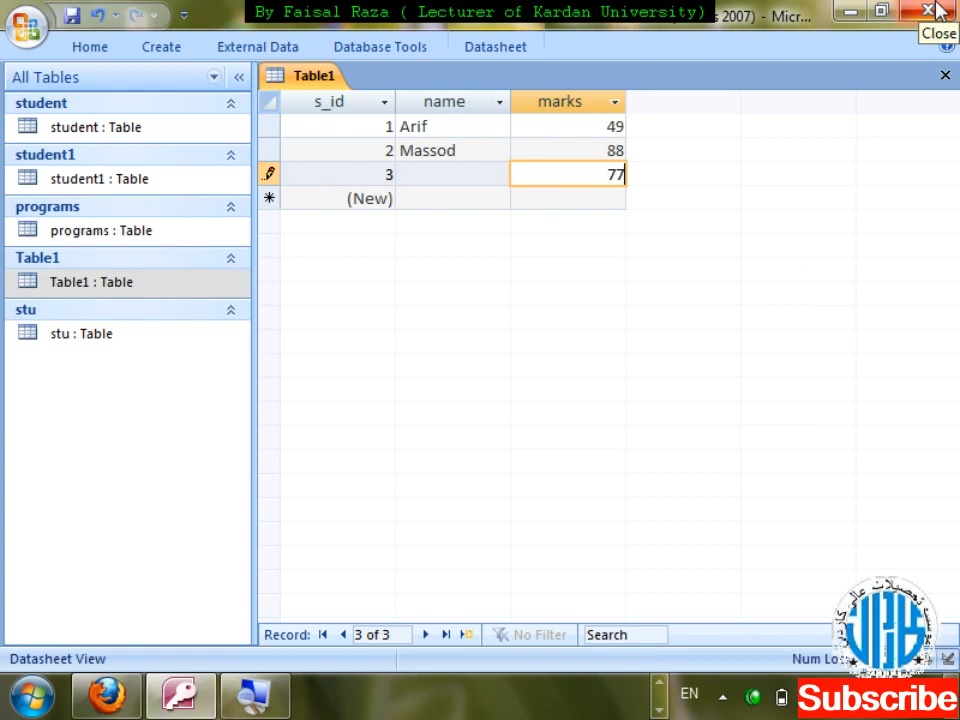 By Faisal Raza ( Lecturer of Kardan University)
s 2007) - Micr...
Close
Home
Create
External Data
Database Tools
Datasheet
All Tables
student
student : Table
student1
student1 : Table
programs
programs : Table
Table1
Table1 : Table
stu
stu : Table
Table1
s_id name marks
1 Arif 49
2 Massod 88
3 77
(New)
Record: 3 of 3 No Filter Search
Datasheet View
Num Lo
EN
Subscribe